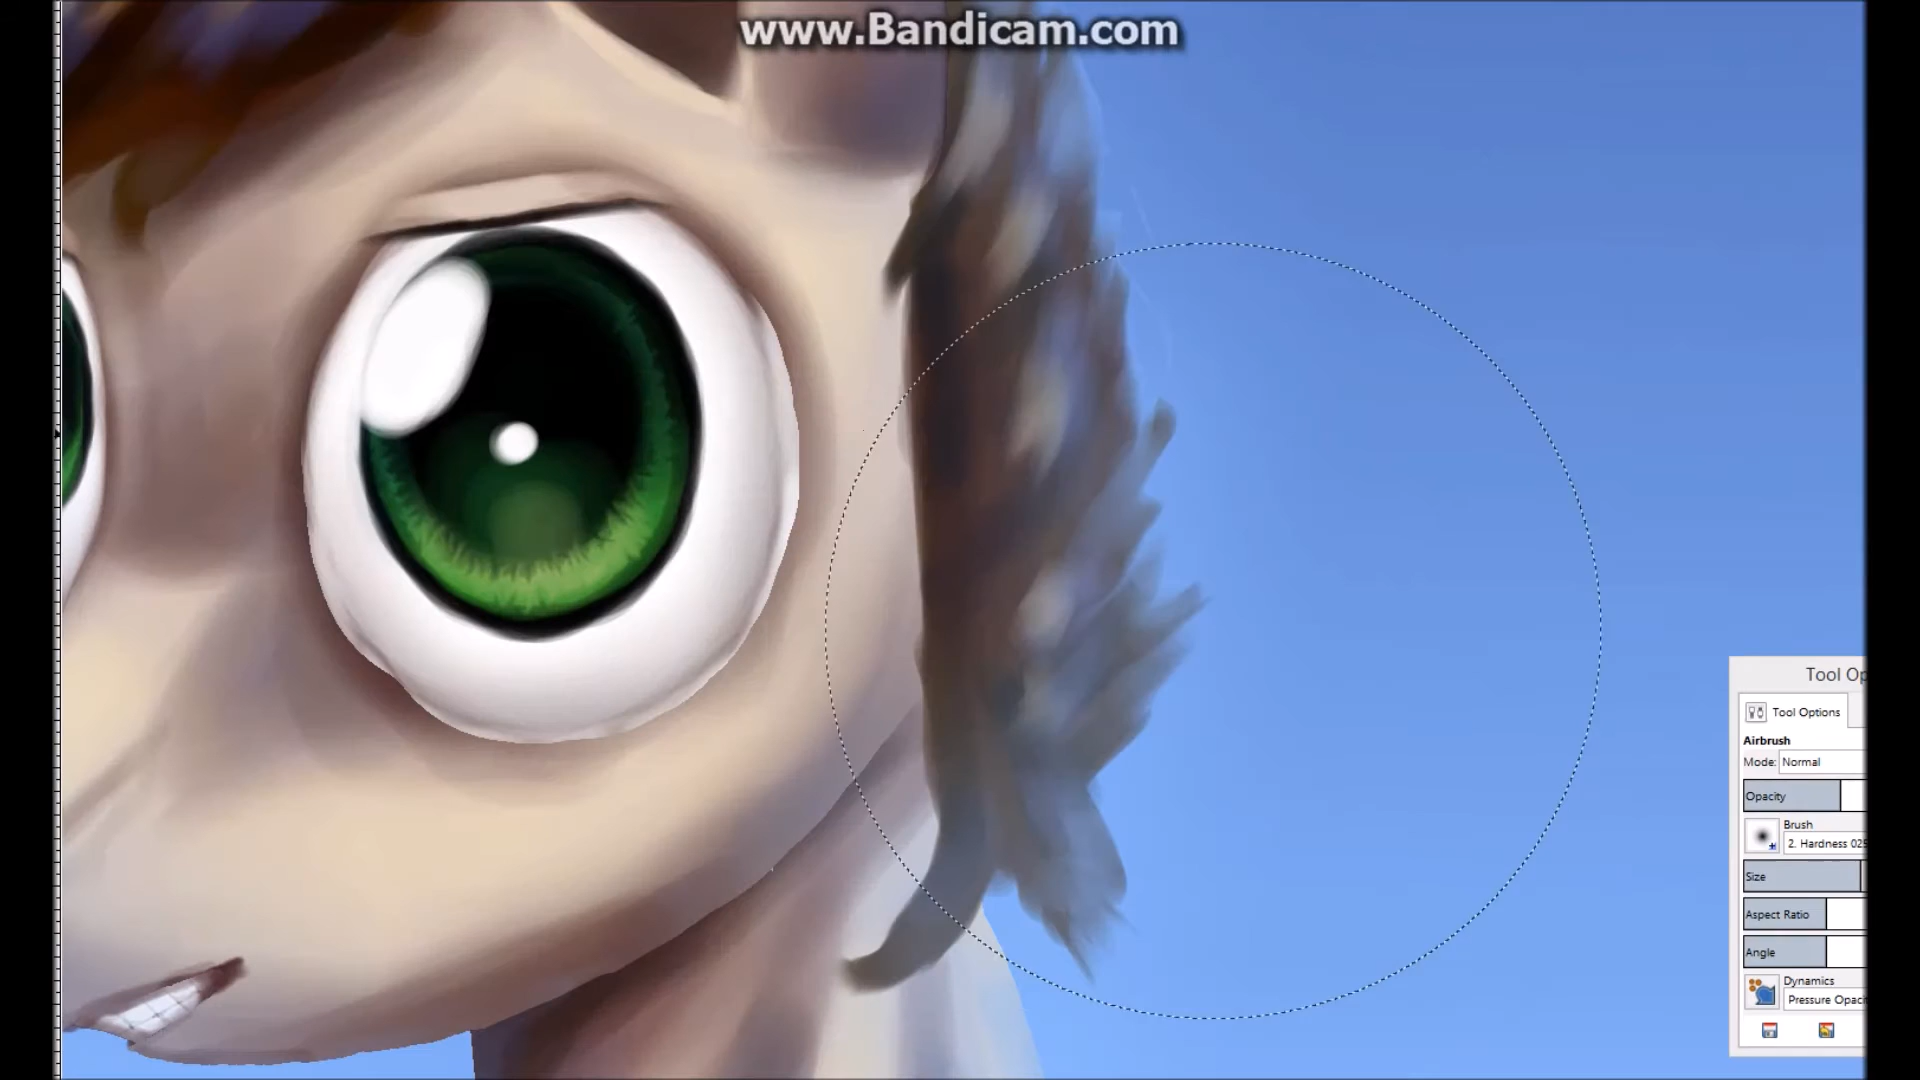 www.Bandicam.com
Tool Op
Tool Options
Airbrush
Mode: Normal
Opacity
Brush
2. Hardness 025
Size
Aspect Ratio
Angle
Dynamics
Pressure Opaci